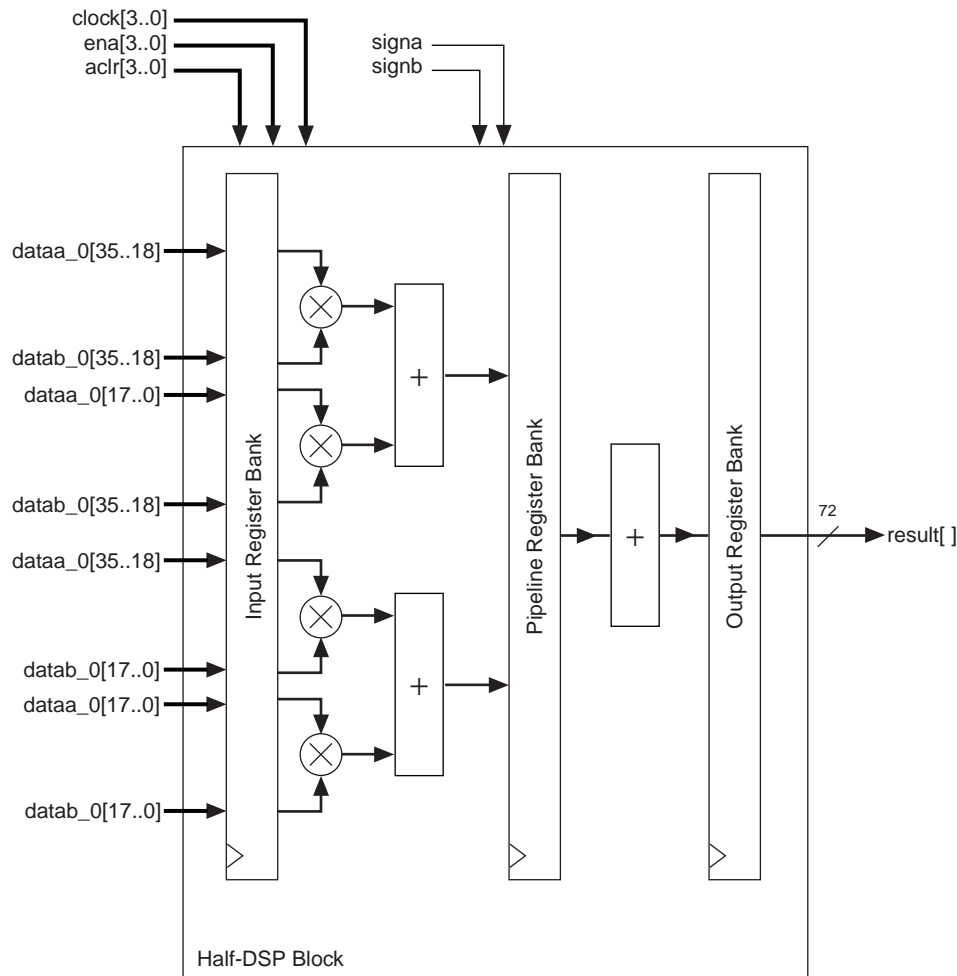 clock[3..0]
ena[3..0]
aclr[3..0]
signa
signb
dataa_0[35..18]
datab_0[35..18]
dataa_0[17..0]
datab_0[35..18]
dataa_0[35..18]
datab_0[17..0]
dataa_0[17..0]
datab_0[17..0]
Input Register Bank
+
+
Pipeline Register Bank
+
Output Register Bank
72
result[ ]
Half-DSP Block